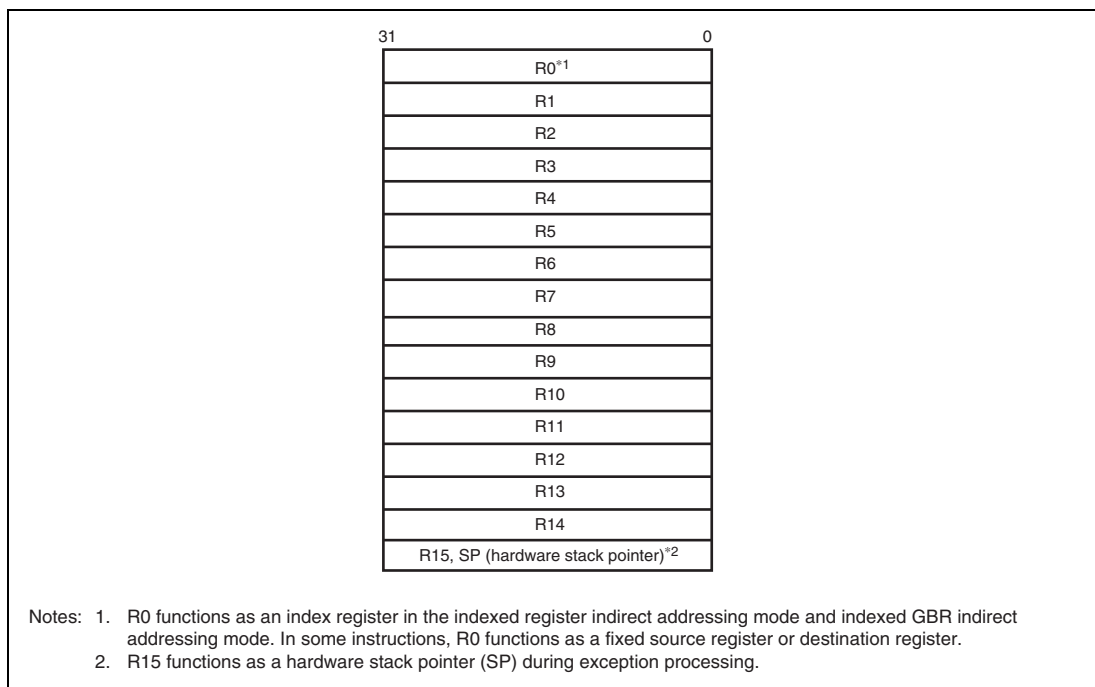 31 0
R0*1
R1
R2
R3
R4
R5
R6
R7
R8
R9
R10
R11
R12
R13
R14
R15, SP (hardware stack pointer)*2
Notes: 1. R0 functions as an index register in the indexed register indirect addressing mode and indexed GBR indirect
addressing mode. In some instructions, R0 functions as a fixed source register or destination register.
2. R15 functions as a hardware stack pointer (SP) during exception processing.